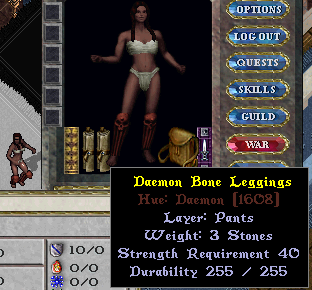 OPTIONS
LOG OUT
QUESTS
SKILLS
GUILD
WAR
Daemon Bone Leggings
Hue: Daemon [1608]
Layer: Pants
Weight: 3 Stones
Strength Requirement 40
Durability 255 / 255
10/0
0/0
0/0